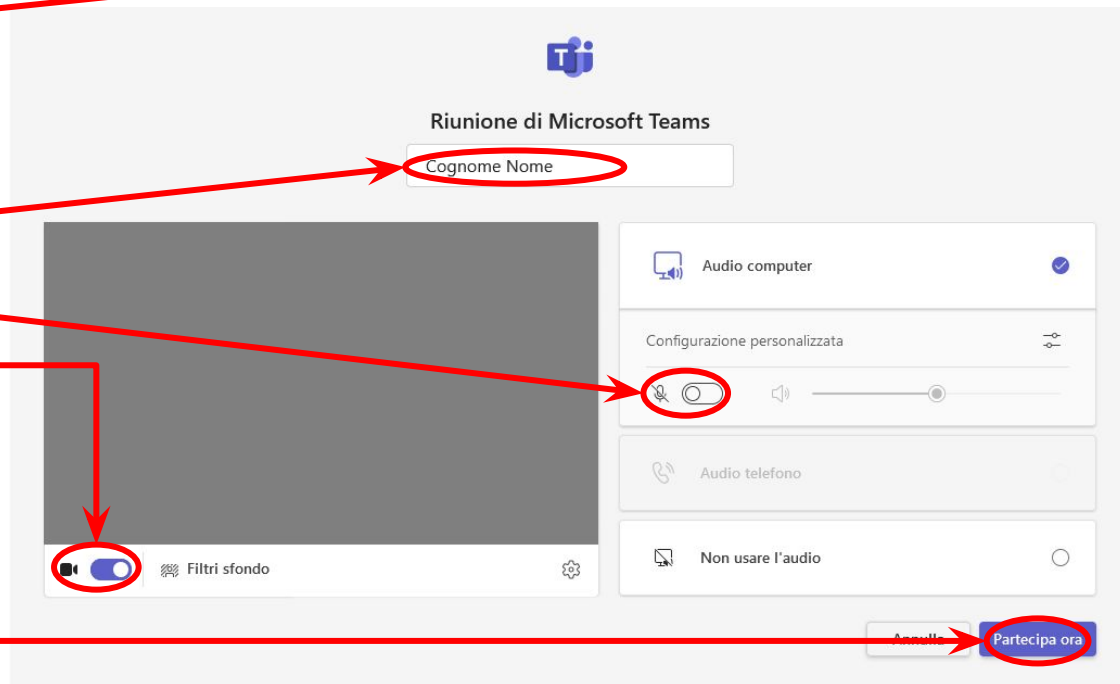 Riunione di Microsoft Teams
Cognome Nome
Audio computer
Configurazione personalizzata
Audio telefono
Filtri sfondo
Non usare l'audio
Annulla
Partecipa ora